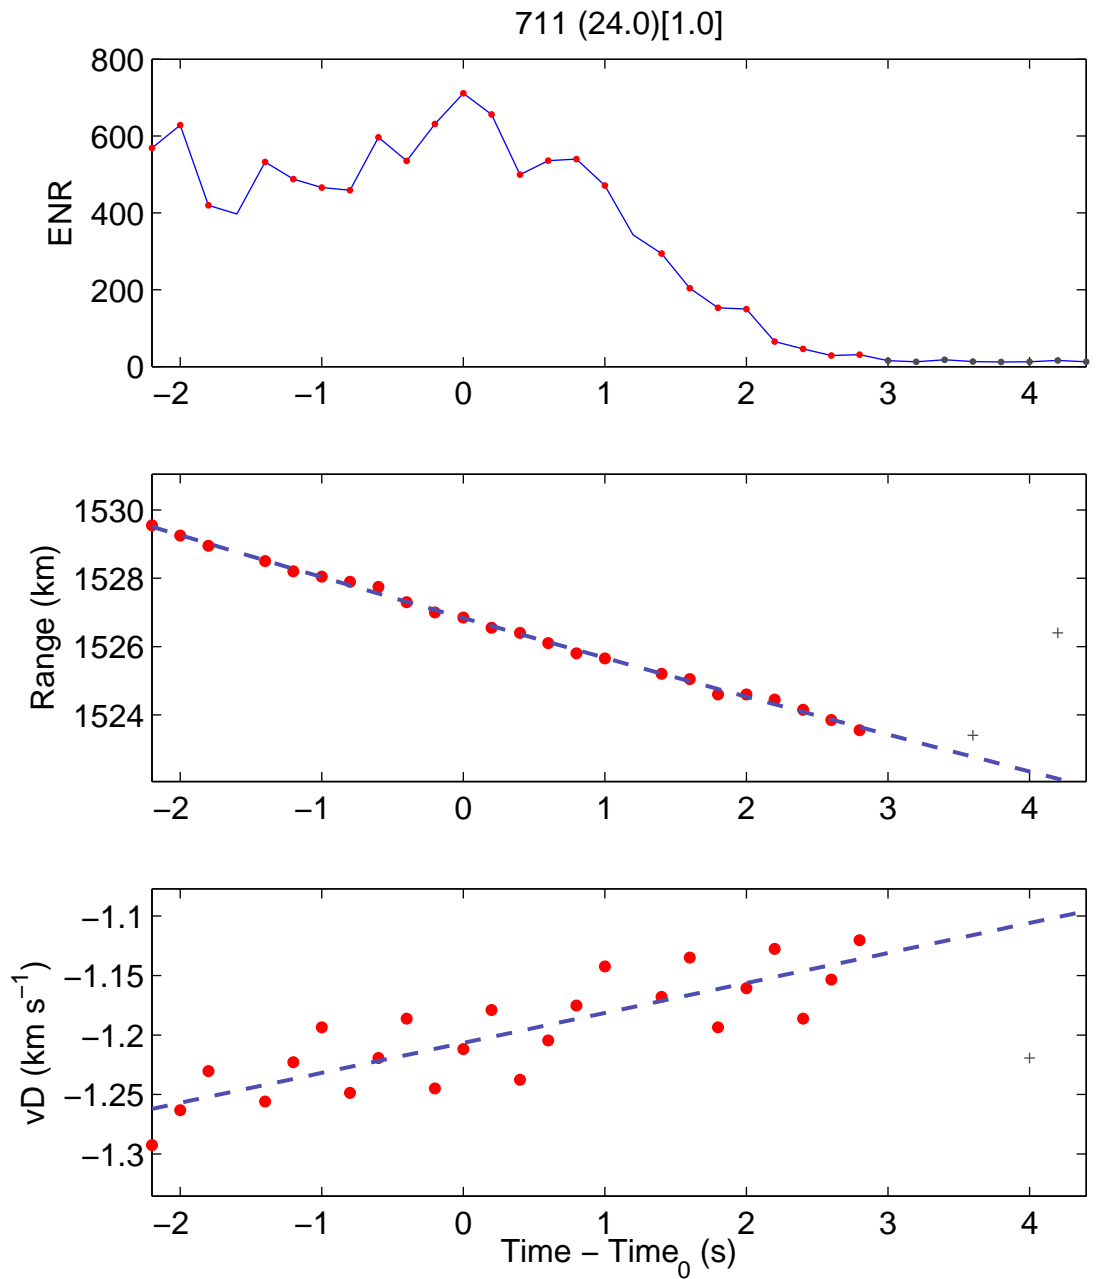 711 (24.0)[1.0]
800
600
400
200
0
ENR
−2 −1 0 1 2 3 4
1530
1528
1526
1524
Range (km)
−2 −1 0 1 2 3 4
−1.1
−1.15
−1.2
−1.25
−1.3
vD (km s⁻¹)
−2 −1 0 1 2 3 4
Time − Time₀ (s)